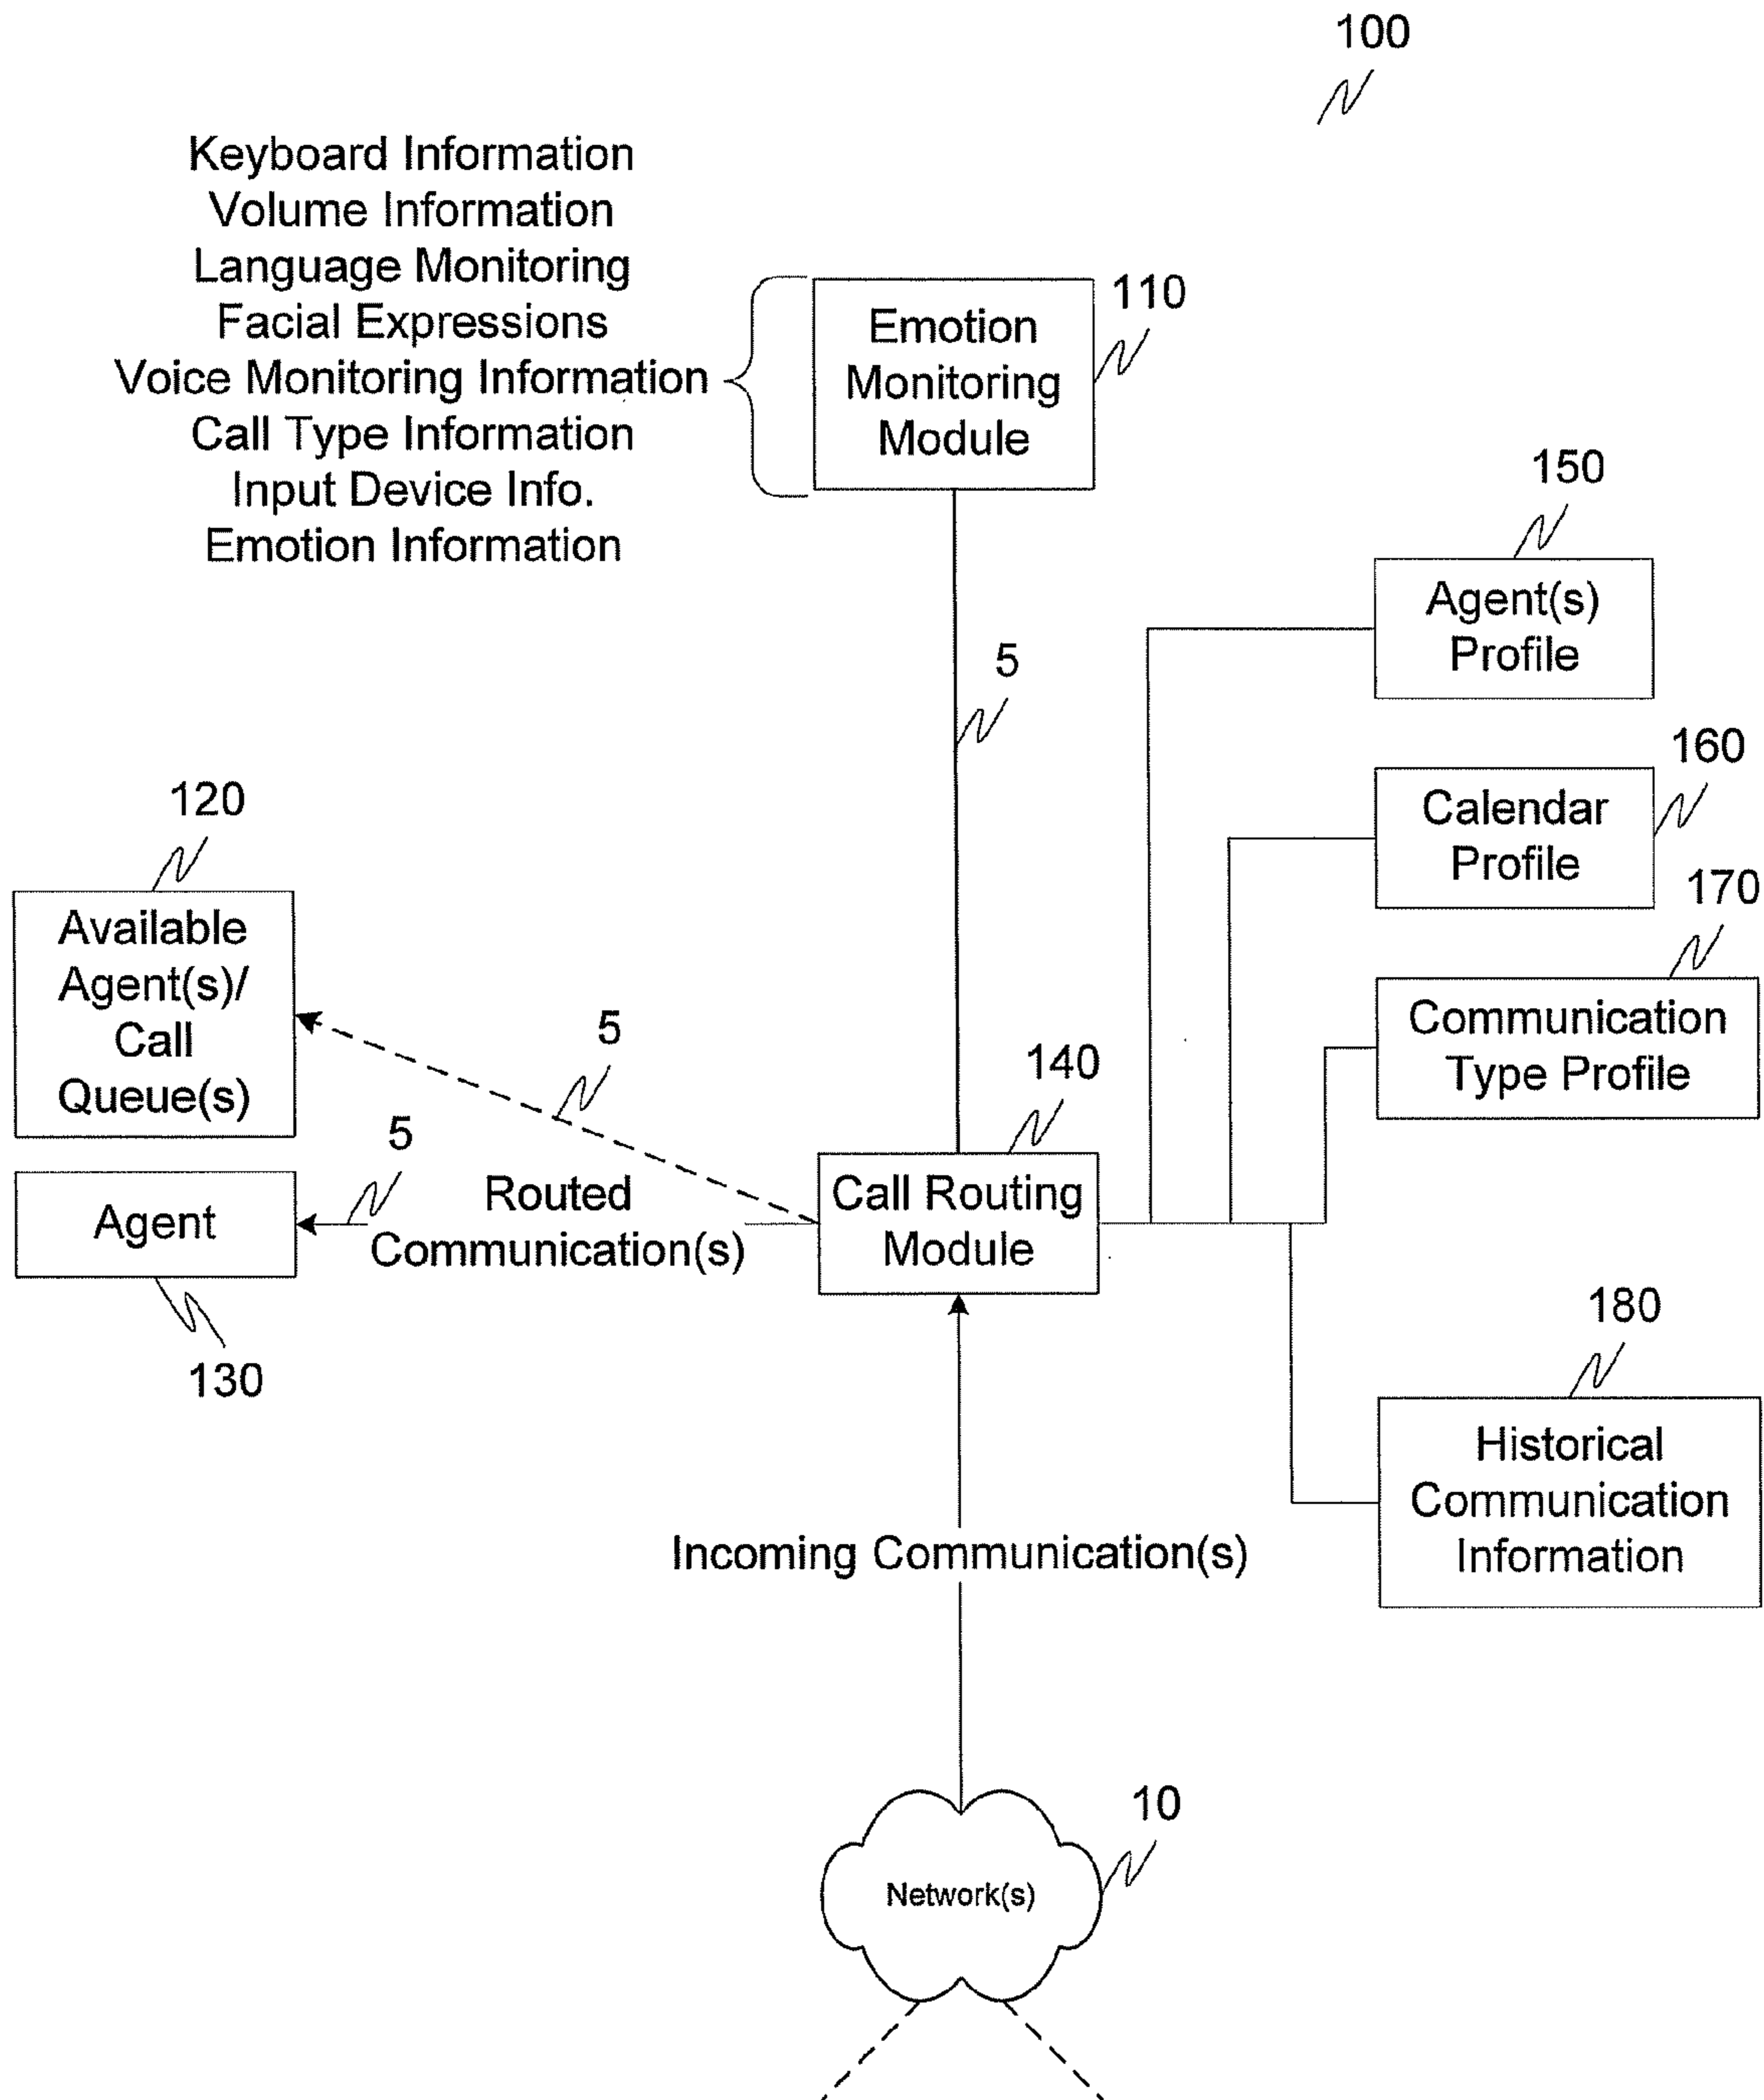 100
Keyboard Information
Volume Information
Language Monitoring
Facial Expressions
Voice Monitoring Information
Call Type Information
Input Device Info.
Emotion Information
Emotion
Monitoring
Module
110
150
Agent(s)
Profile
5
160
Calendar
Profile
120
Available
Agent(s)/
Call
Queue(s)
170
Communication
Type Profile
5
140
5
Agent
130
Routed
Communication(s)
Call Routing
Module
180
Historical
Communication
Information
Incoming Communication(s)
10
Network(s)